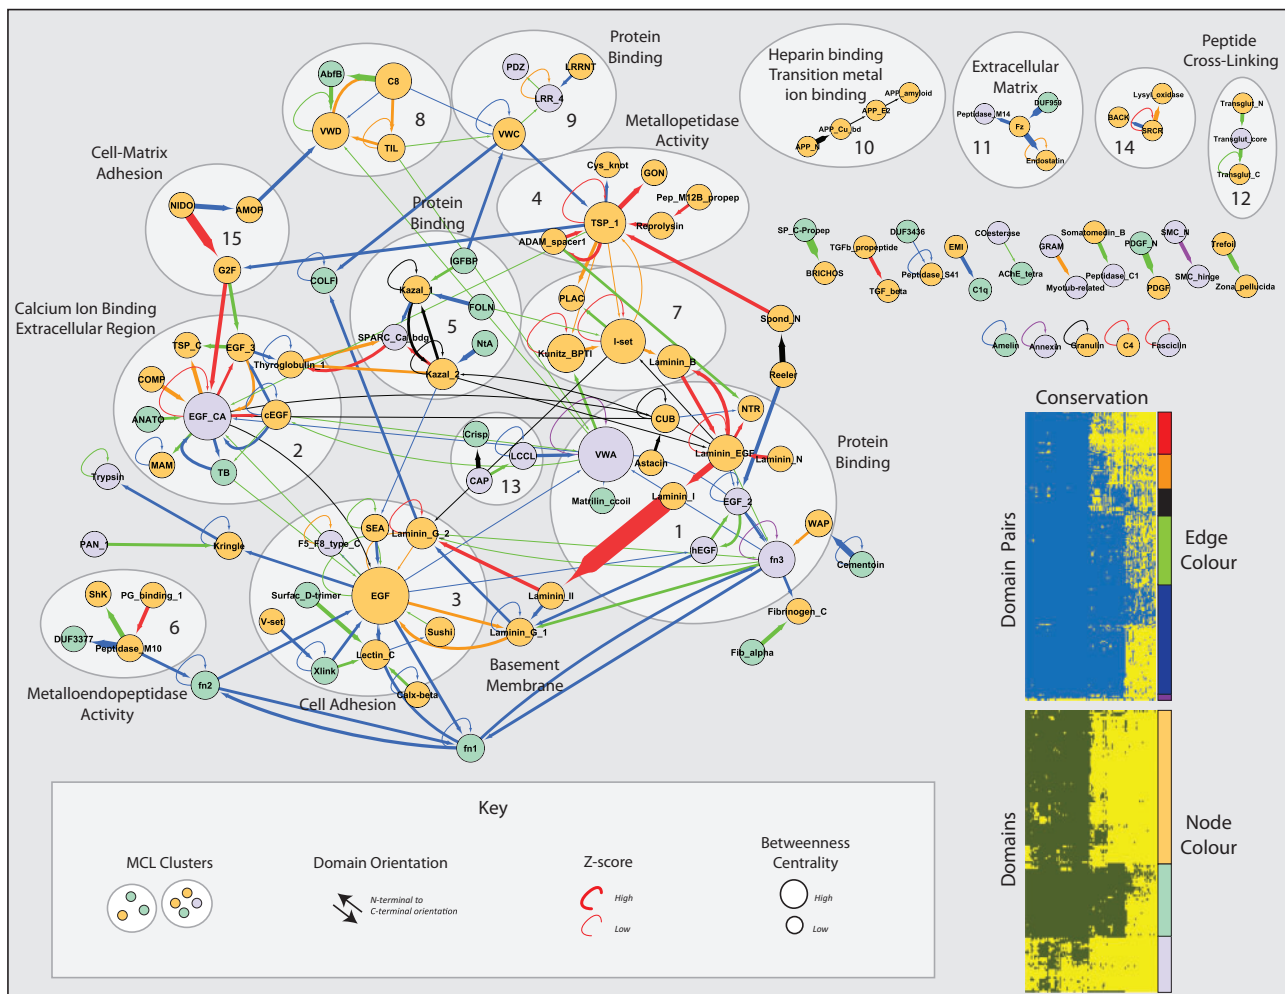 Protein
Binding
Heparin binding
Transition metal
ion binding
APP_amyloid
APP_E2
APP_Cu_bd
APP_N
10
Extracellular
Matrix
DUF959
Peptidase_M14
Fz
Endostatin
11
Lysyl_oxidase
BACK
SRCR
14
Peptide
Cross-Linking
Transglut_N
Transglut_core
Transglut_C
12
AbfB
C8
VWD
TIL
8
PDZ
LRRNT
LRR_4
VWC
9
Metallopetidase
Activity
Cys_knot
GON
Pep_M12B_propep
Reprolysin
TSP_1
ADAM_spacer1
4
Cell-Matrix
Adhesion
NIDO
AMOP
G2F
15
Protein
Binding
IGFBP
COLFI
Kazal_1
FOLN
NtA
SPARC_Ca_bdg
Kazal_2
5
PLAC
I-set
Kunitz_BPTI
7
Laminin_B
Spond_N
Reeler
SP_C-Propep
BRICHOS
TGFb_propeptide
TGF_beta
DUF3436
Peptidase_S41
EMI
C1q
COesterase
AChE_tetra
GRAM
Myotub-related
Somatomedin_B
Peptidase_C1
PDGF_N
PDGF
SMC_N
SMC_hinge
Trefoil
Zona_pellucida
Amelin
Annexin
Granulin
C4
Fasciclin
Calcium Ion Binding
Extracellular Region
TSP_C
EGF_3
Thyroglobulin_1
COMP
EGF_CA
cEGF
ANATO
MAM
TB
2
Trypsin
PAN_1
Kringle
Crisp
LCCL
CAP
13
Protein
Binding
NTR
CUB
Laminin_EGF
Laminin_N
VWA
Astacin
Matrilin_ccoil
Laminin_I
EGF_2
1
hEGF
fn3
WAP
Cementoin
Fibrinogen_C
Fib_alpha
Laminin_II
Laminin_G_1
Basement
Membrane
SEA
F5_F8_type_C
Laminin_G_2
Surfac_D-trimer
EGF
3
V-set
Sushi
Lectin_C
Xlink
Calx-beta
Cell Adhesion
ShK
PG_binding_1
DUF3377
Peptidase_M10
6
Metalloendopeptidase
Activity
fn2
fn1
Conservation
Domain Pairs
Edge
Colour
Domains
Node
Colour
Key
MCL Clusters
Domain Orientation
N-terminal to
C-terminal orientation
Z-score
High
Low
Betweenness
Centrality
High
Low